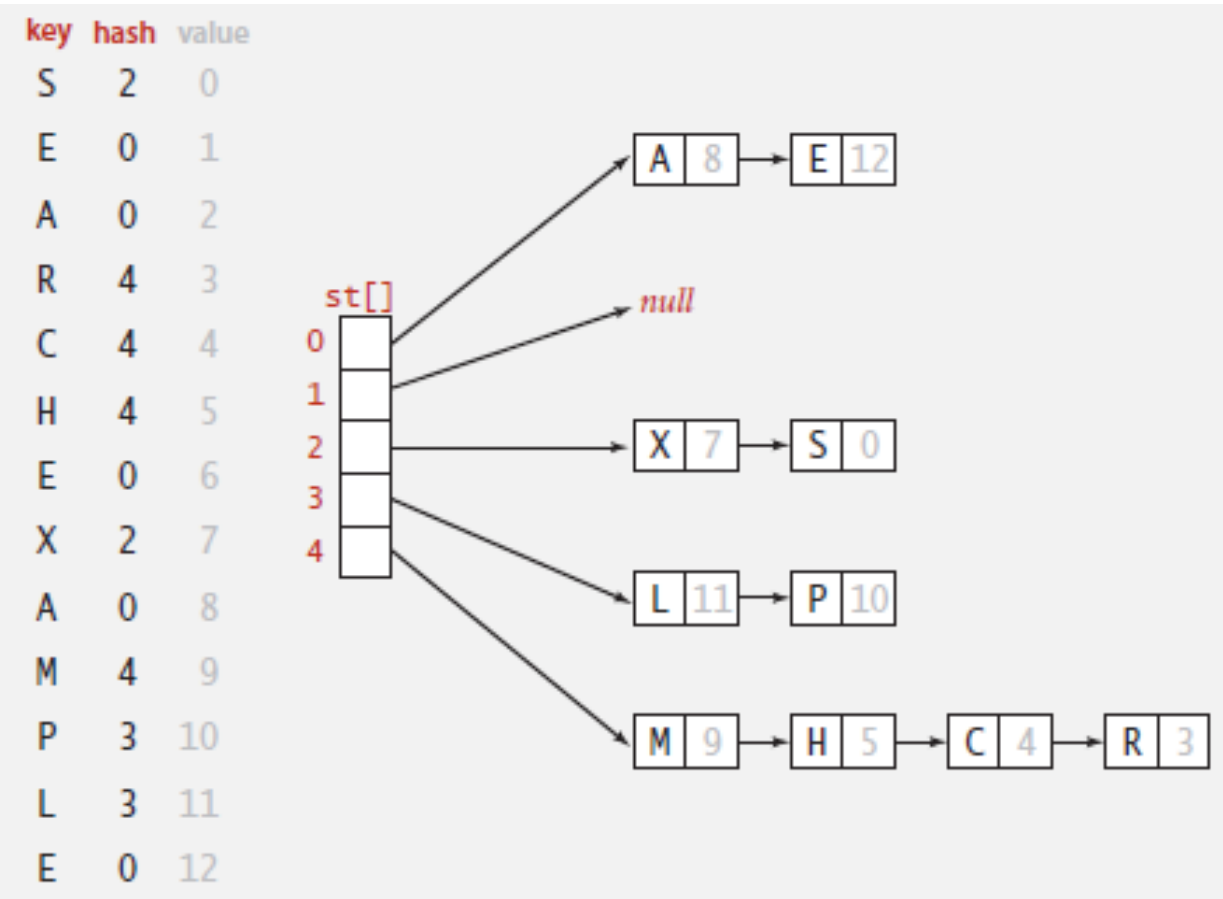 key hash value
S 2 0
E 0 1
A 0 2
R 4 3
C 4 4
H 4 5
E 0 6
X 2 7
A 0 8
M 4 9
P 3 10
L 3 11
E 0 12
st[]
0
1
2
3
4
A 8 E 12
null
X 7 S 0
L 11 P 10
M 9 H 5 C 4 R 3